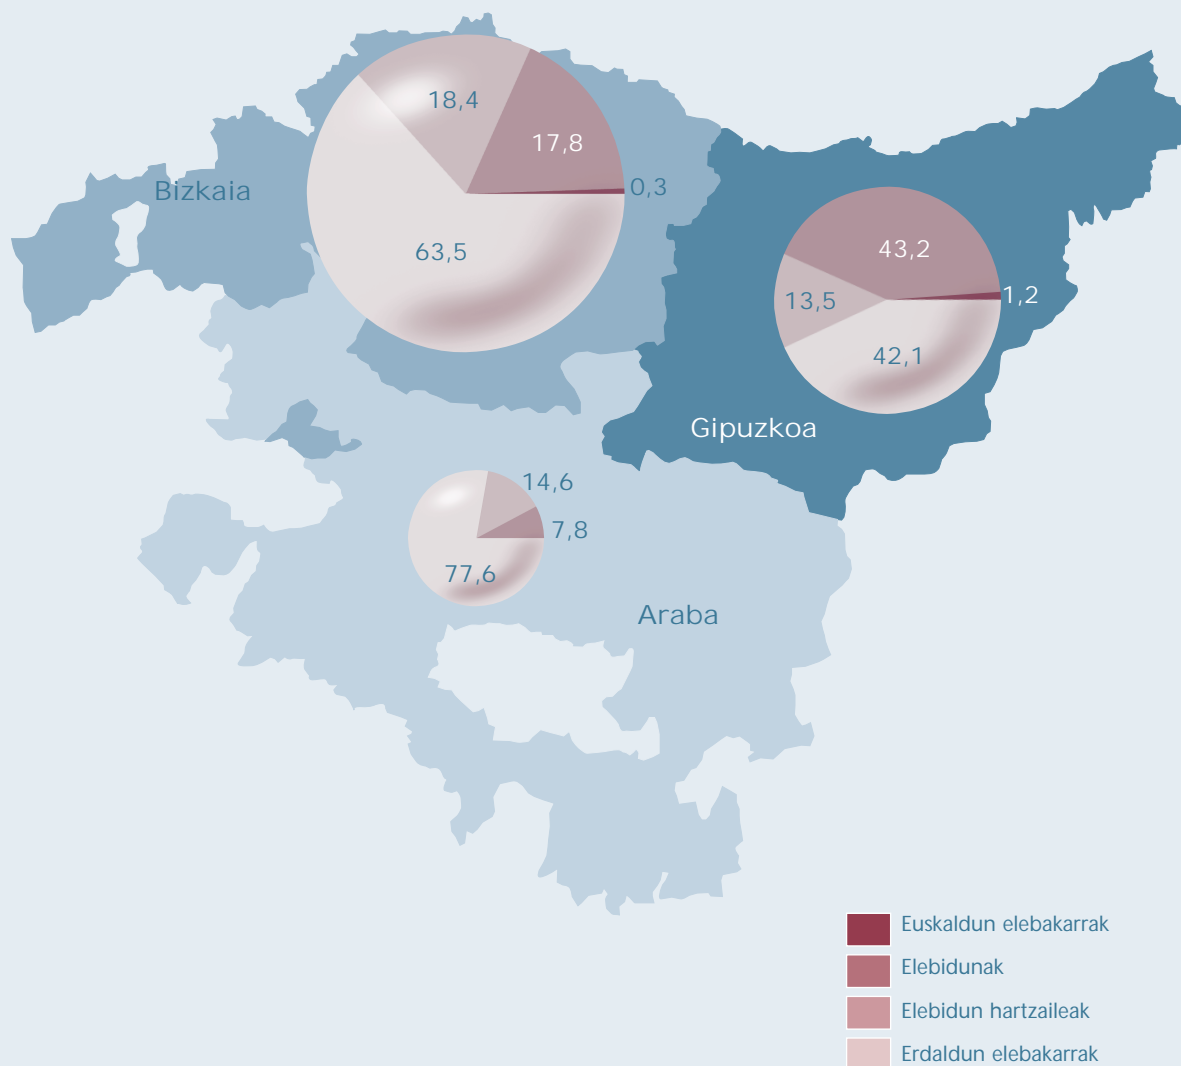 18,4
17,8
Bizkaia
0,3
63,5
43,2
13,5
1,2
42,1
Gipuzkoa
14,6
7,8
77,6
Araba
Euskaldun elebakarrak
Elebidunak
Elebidun hartzaileak
Erdaldun elebakarrak